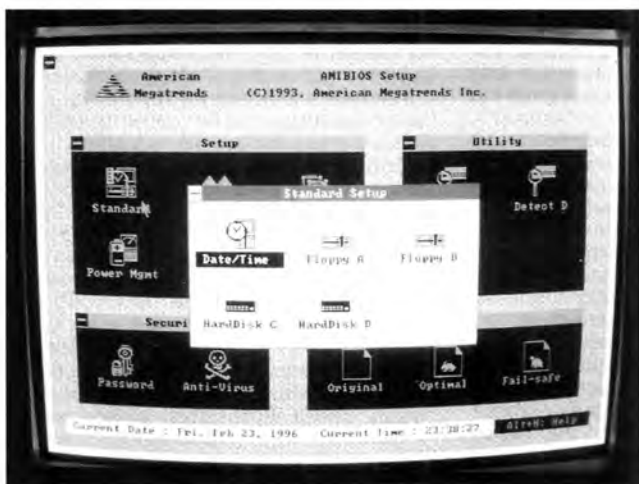 American
Megatrends
AMIBIOS Setup
(C)1993, American Megatrends Inc.
Setup
Utility
Standard
Standard Setup
Detect D
Date/Time
Floppy A
Floppy B
Power Mgmt
HardDisk C
HardDisk D
Securi
Password
Anti-Virus
Original
Optimal
Fail-safe
Current Date : Fri, Feb 23, 1996
Current Time : 23:38:27
Alt+H: Help